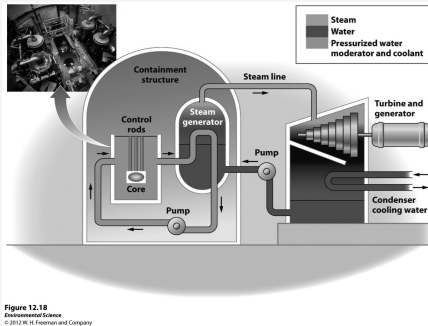 Steam
Water
Pressurized water
moderator and coolant
Containment
structure
Steam line
Turbine and
generator
Control
rods
Steam
generator
Pump
Core
Pump
Condenser
cooling water
Figure 12.18
Environmental Science
© 2012 W. H. Freeman and Company